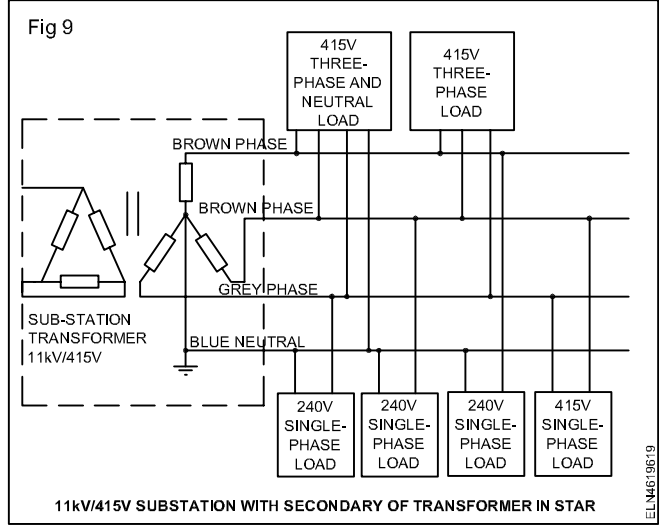 Fig 9
415V
THREE-
PHASE AND
NEUTRAL
LOAD
415V
THREE-
PHASE
LOAD
BROWN PHASE
BROWN PHASE
GREY PHASE
BLUE NEUTRAL
SUB-STATION
TRANSFORMER
11kV/415V
240V
SINGLE-
PHASE
LOAD
240V
SINGLE-
PHASE
LOAD
240V
SINGLE-
PHASE
LOAD
415V
SINGLE-
PHASE
LOAD
11kV/415V SUBSTATION WITH SECONDARY OF TRANSFORMER IN STAR
ELN4619619